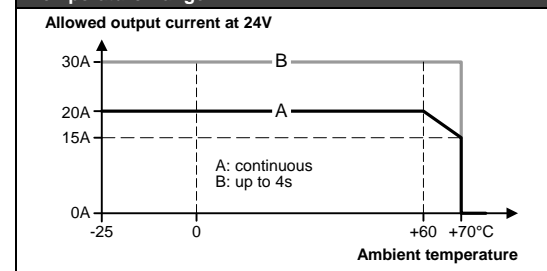 Allowed output current at 24V
30A
B
20A
A
15A
A: continuous
B: up to 4s
0A
-25 0 +60 +70°C
Ambient temperature